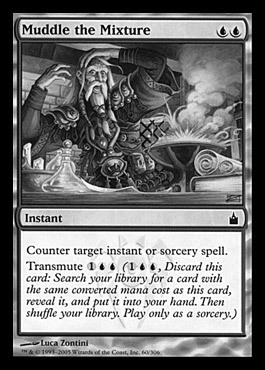 Muddle the Mixture
Instant
Counter target instant or sorcery spell.
Transmute 1 (1, Discard this
card: Search your library for a card with
the same converted mana cost as this card,
reveal it, and put it into your hand. Then
shuffle your library. Play only as a sorcery.)
Luca Zontini
™ & © 1993–2005 Wizards of the Coast, Inc. 60/306